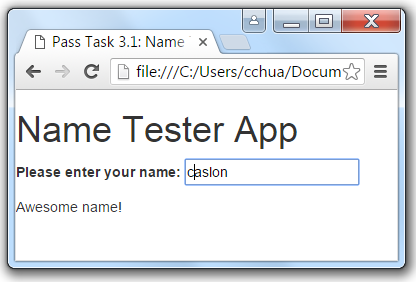 Pass Task 3.1: Name
file:///C:/Users/cchua/Docum
Name Tester App
Please enter your name: caslon
Awesome name!